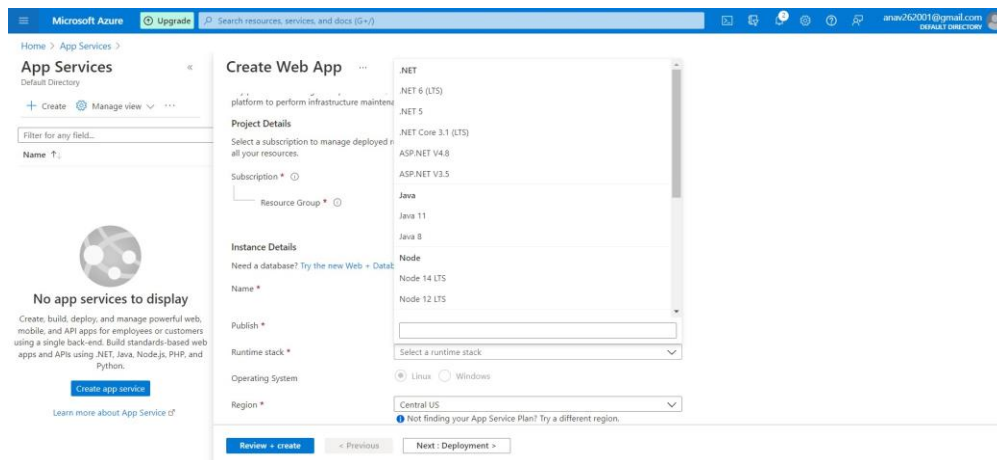 Microsoft Azure
Upgrade
Search resources, services, and docs (G+/)
anav262001@gmail.com
DEFAULT DIRECTORY
Home > App Services >
App Services «
Default Directory
+ Create Manage view ...
Filter for any field...
Name ↑↓
No app services to display
Create, build, deploy, and manage powerful web,
mobile, and API apps for employees or customers
using a single back-end. Build standards-based web
apps and APIs using .NET, Java, Node.js, PHP, and
Python.
Create app service
Learn more about App Service
Create Web App ...
platform to perform infrastructure maintena
Project Details
Select a subscription to manage deployed r
all your resources.
Subscription *
Resource Group *
Instance Details
Need a database? Try the new Web + Datab
Name *
Publish *
Runtime stack *
Select a runtime stack
Operating System
Linux Windows
Region *
Central US
Not finding your App Service Plan? Try a different region.
.NET
.NET 6 (LTS)
.NET 5
.NET Core 3.1 (LTS)
ASP.NET V4.8
ASP.NET V3.5
Java
Java 11
Java 8
Node
Node 14 LTS
Node 12 LTS
Review + create
< Previous
Next : Deployment >